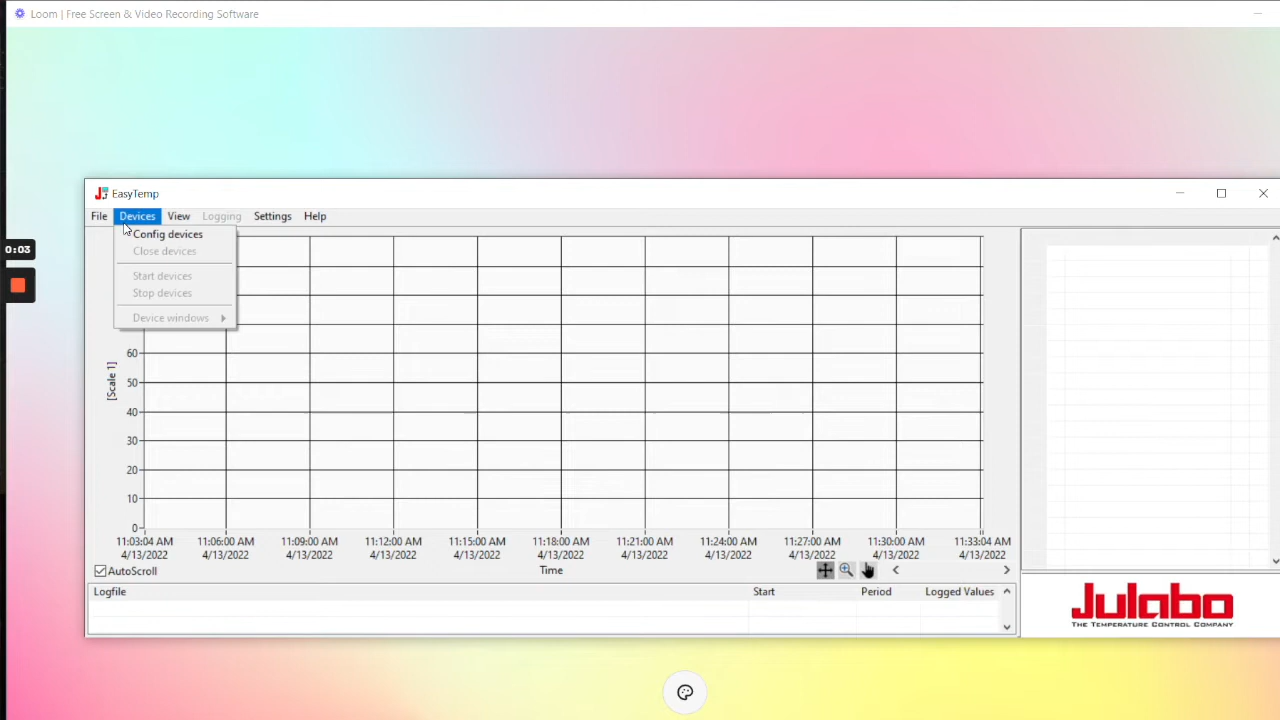 Loom | Free Screen & Video Recording Software
EasyTemp
File Devices View Logging Settings Help
0:03
Config devices
Close devices
Start devices
Stop devices
Device windows
[Scale 1]
60
50
40
30
20
10
0
11:03:04 AM 11:06:00 AM 11:09:00 AM 11:12:00 AM 11:15:00 AM 11:18:00 AM 11:21:00 AM 11:24:00 AM 11:27:00 AM 11:30:00 AM 11:33:04 AM
4/13/2022 4/13/2022 4/13/2022 4/13/2022 4/13/2022 4/13/2022 4/13/2022 4/13/2022 4/13/2022 4/13/2022 4/13/2022
AutoScroll
Time
Logfile Start Period Logged Values
Julabo
THE TEMPERATURE CONTROL COMPANY